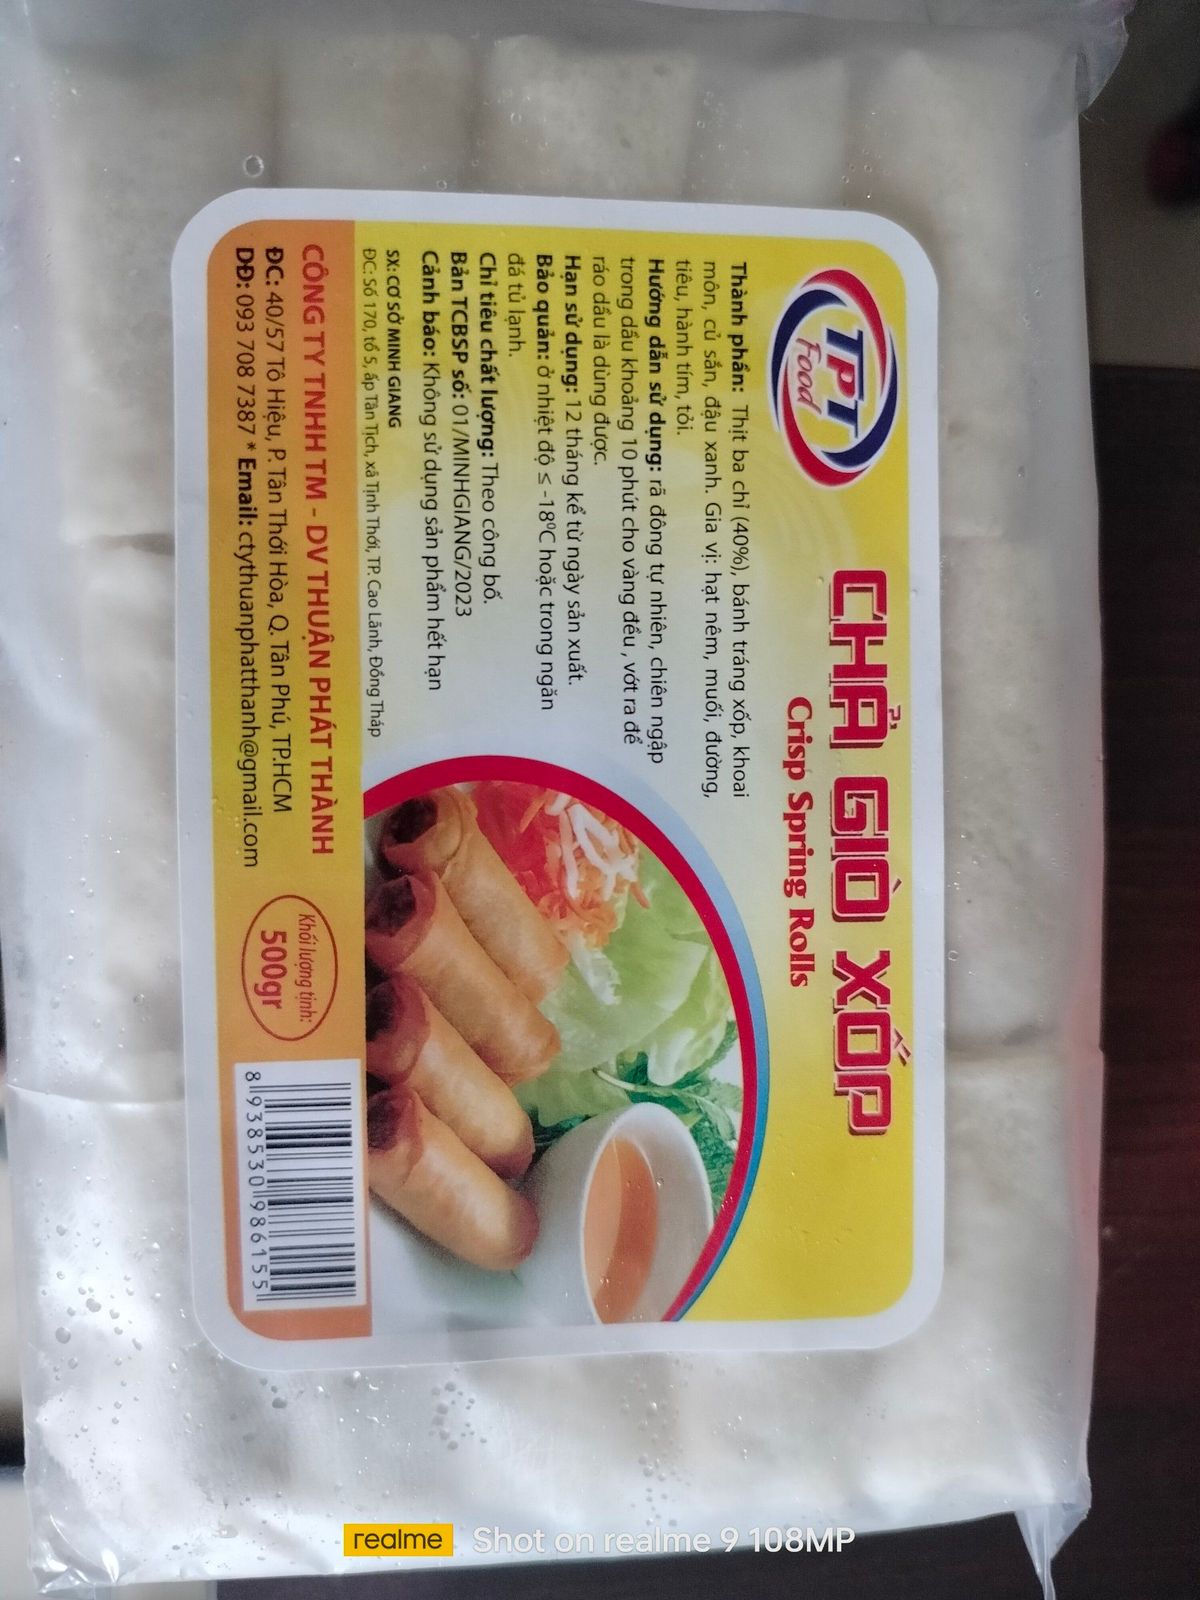 TPT
Food
CHẢ GIÒ XỐP
Crisp Spring Rolls
Thành phần: Thịt ba chỉ (40%), bánh tráng xốp, khoai
môn, củ sắn, đậu xanh. Gia vị: hạt nêm, muối, đường,
tiêu, hành tím, tỏi.
Hướng dẫn sử dụng: rã đông tự nhiên, chiên ngập
trong dầu khoảng 10 phút cho vàng đều , vớt ra để
ráo dầu là dùng được.
Hạn sử dụng: 12 tháng kể từ ngày sản xuất.
Bảo quản: ở nhiệt độ ≤ -18⁰C hoặc trong ngăn
đá tủ lạnh.
Chỉ tiêu chất lượng: Theo công bố.
Bản TCBSP số: 01/MINHGIANG/2023
Cảnh báo: Không sử dụng sản phẩm hết hạn
SX: CƠ SỞ MINH GIANG
ĐC: Số 170, tổ 5, ấp Tân Tịch, xã Tịnh Thới, TP. Cao Lãnh, Đồng Tháp
CÔNG TY TNHH TM - DV THUẬN PHÁT THÀNH
ĐC: 40/57 Tô Hiệu, P. Tân Thới Hòa, Q. Tân Phú, TP.HCM
DĐ: 093 708 7387 * Email: ctythuanphatthanh@gmail.com
Khối lượng tịnh:
500gr
8 938530 986155
realme Shot on realme 9 108MP